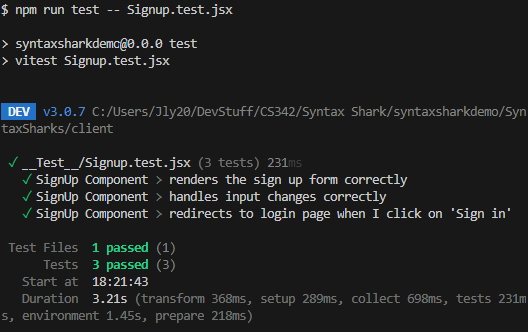 $ npm run test -- Signup.test.jsx
> syntaxsharkdemo@0.0.0 test
> vitest Signup.test.jsx
DEV v3.0.7 C:/Users/Jly20/DevStuff/CS342/Syntax Shark/syntaxsharkdemo/Syn
taxSharks/client
✓ __Test__/Signup.test.jsx (3 tests) 231ms
✓ SignUp Component > renders the sign up form correctly
✓ SignUp Component > handles input changes correctly
✓ SignUp Component > redirects to login page when I click on 'Sign in'
Test Files 1 passed (1)
Tests 3 passed (3)
Start at 18:21:43
Duration 3.21s (transform 368ms, setup 289ms, collect 698ms, tests 231m
s, environment 1.45s, prepare 218ms)